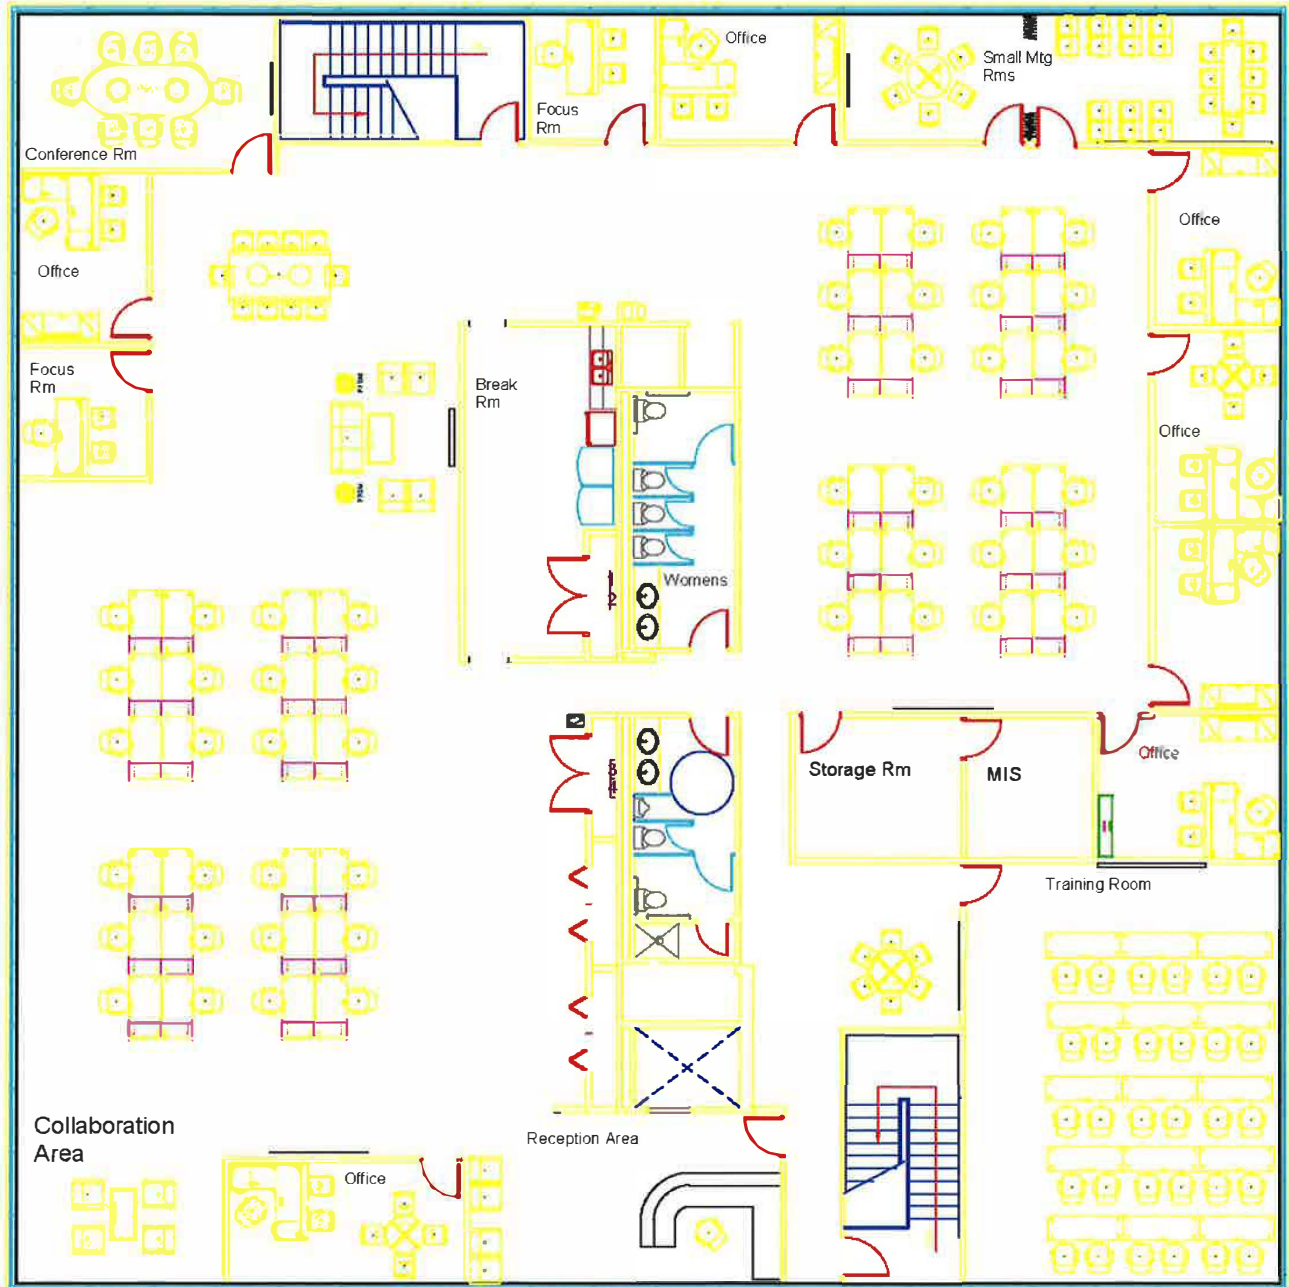 Office
Small Mtg
Rms
Focus
Rm
Conference Rm
Office
Office
Focus
Rm
Break
Rm
Office
Womens
Office
Storage Rm
MIS
Training Room
Collaboration
Area
Reception Area
Office